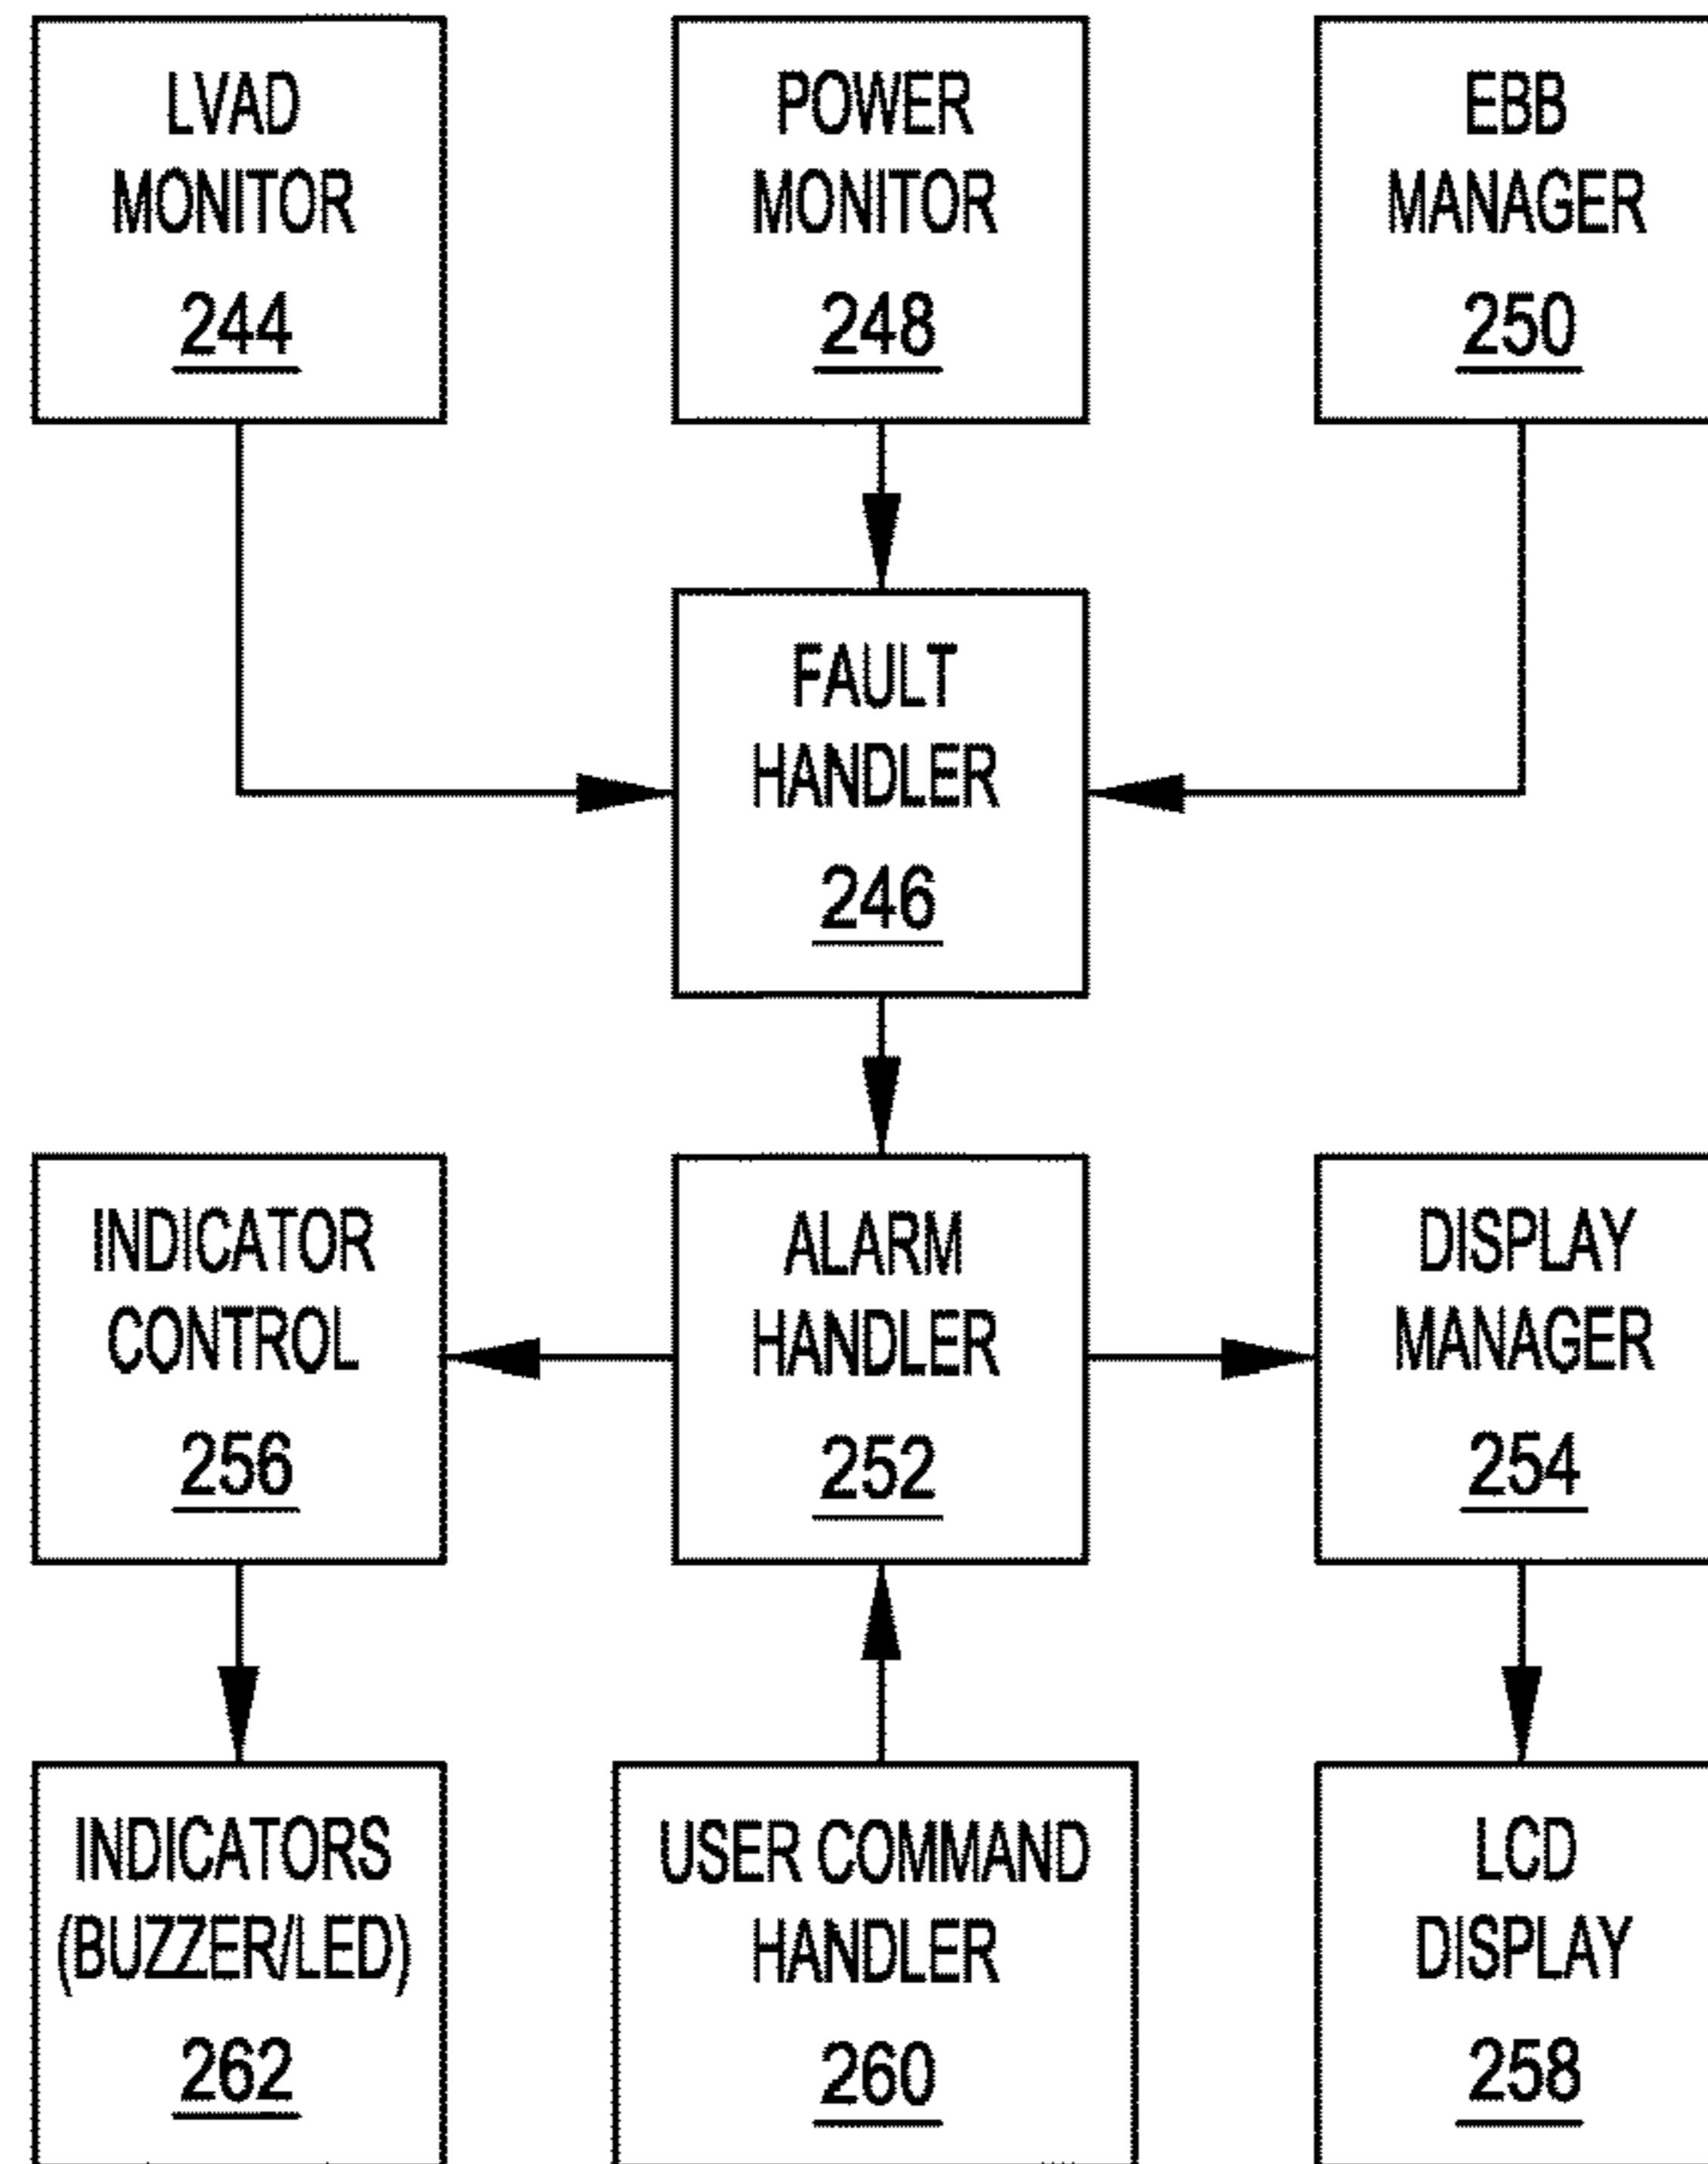 LVAD
MONITOR
244
POWER
MONITOR
248
EBB
MANAGER
250
FAULT
HANDLER
246
INDICATOR
CONTROL
256
ALARM
HANDLER
252
DISPLAY
MANAGER
254
INDICATORS
(BUZZER/LED)
262
USER COMMAND
HANDLER
260
LCD
DISPLAY
258